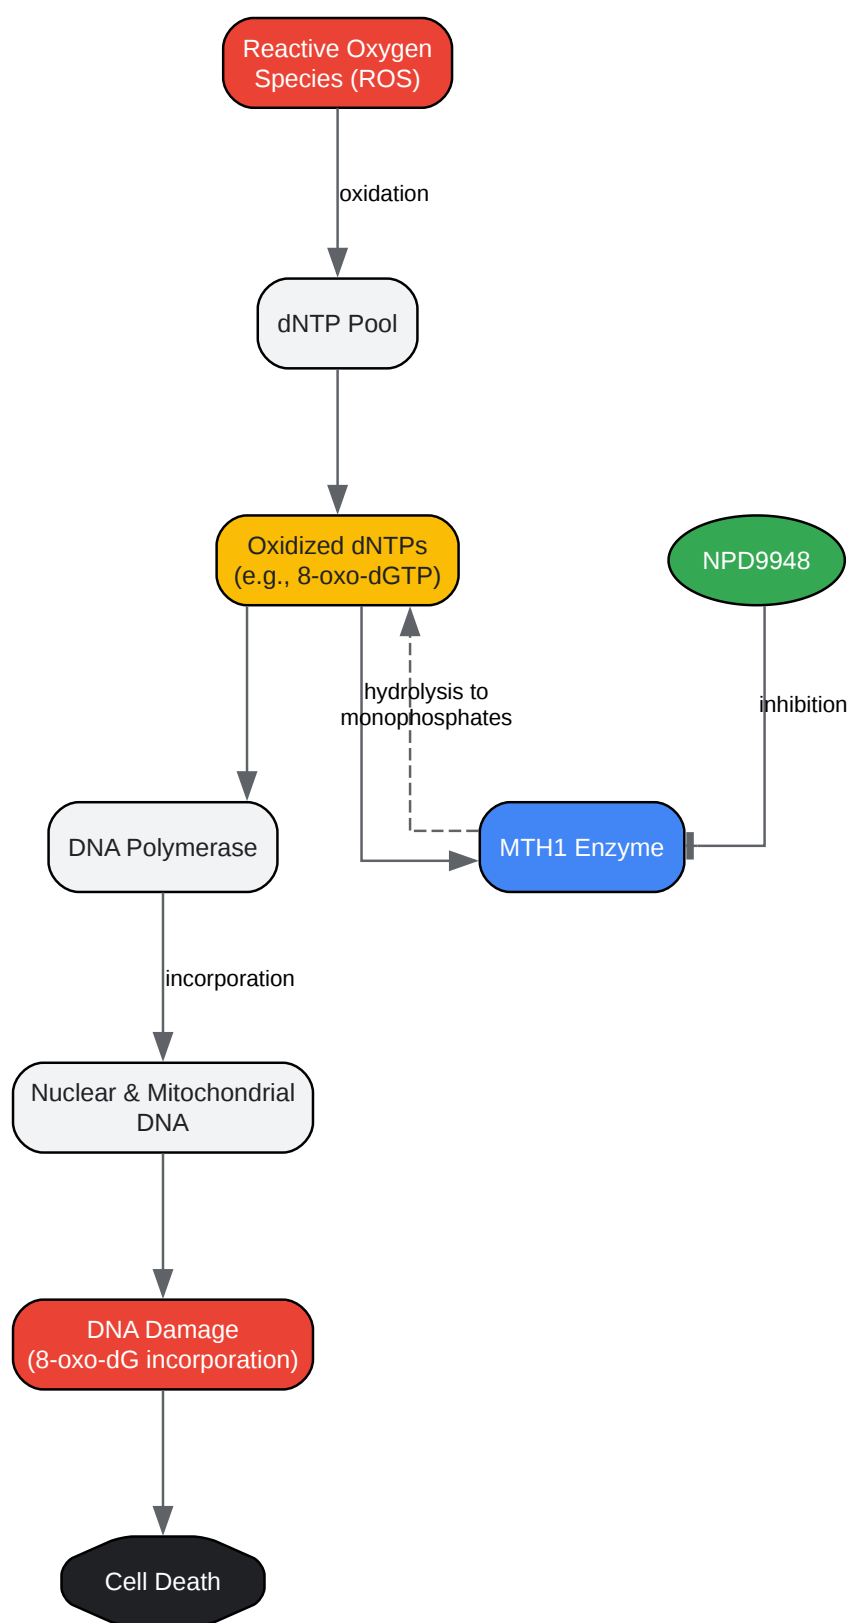 Reactive Oxygen
Species (ROS)
oxidation
dNTP Pool
Oxidized dNTPs
(e.g., 8-oxo-dGTP)
NPD9948
hydrolysis to
monophosphates
inhibition
DNA Polymerase
MTH1 Enzyme
incorporation
Nuclear & Mitochondrial
DNA
DNA Damage
(8-oxo-dG incorporation)
Cell Death